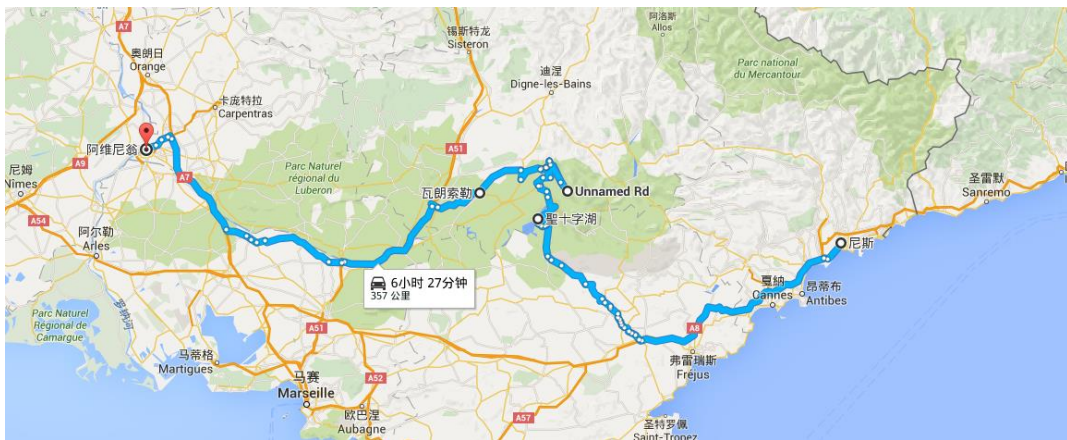 A7
奥朗日
Orange
卡庞特拉
Carpentras
阿维尼翁
尼姆
Nîmes
A9
A7
A54
阿尔勒
Arles
Parc Naturel
Régional de
Camargue
罗纳河
马蒂格
Martigues
马赛
Marseille
欧巴涅
Aubagne
A51
A52
A57
Parc Naturel
régional du
Luberon
锡斯特龙
Sisteron
A51
迪涅
Digne-les-Bains
阿洛斯
Allos
Parc national
du Mercantour
瓦朗索勒
Unnamed Rd
聖十字湖
6小时 27分钟
357 公里
A8
弗雷瑞斯
Fréjus
圣特罗佩
Saint-Tropez
戛纳
Cannes
昂蒂布
Antibes
尼斯
圣雷默
Sanremo